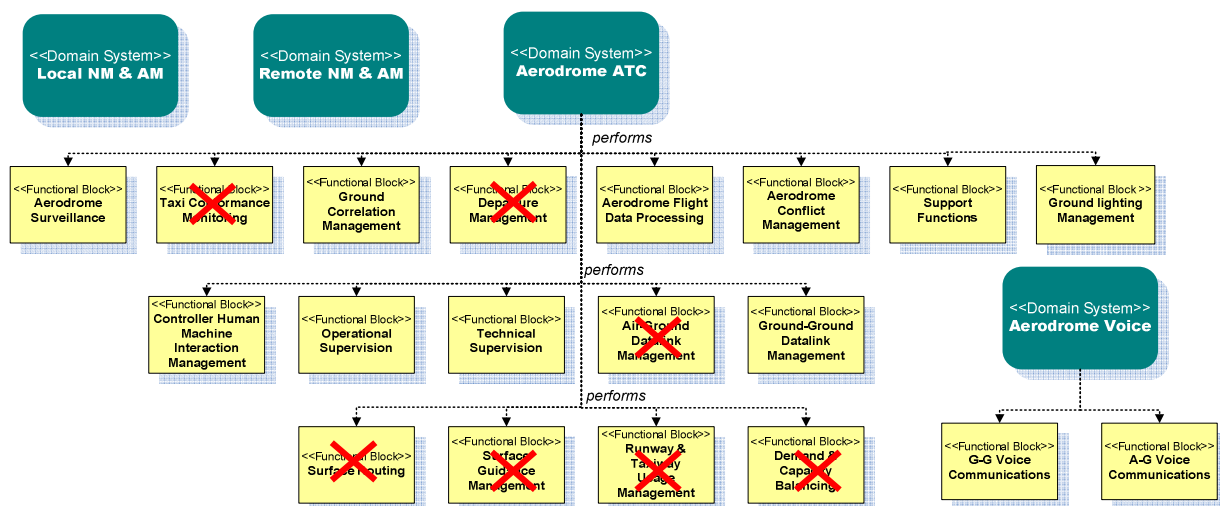 <<Domain System>>
Local NM & AM
<<Domain System>>
Remote NM & AM
<<Domain System>>
Aerodrome ATC
performs
<<Functional Block>>
Aerodrome
Surveillance
<<Functional Block>>
Taxi Conformance
Monitoring
<<Functional Block>>
Ground
Correlation
Management
<<Functional Block>>
Departure
Management
<<Functional Block>>
Aerodrome Flight
Data Processing
<<Functional Block>>
Aerodrome
Conflict
Management
<<Functional Block>>
Support
Functions
<<Functional Block>>
Ground lighting
Management
performs
<<Functional Block>>
Controller Human
Machine
Interaction
Management
<<Functional Block>>
Operational
Supervision
<<Functional Block>>
Technical
Supervision
<<Functional Block>>
Air-Ground
Datalink
Management
<<Functional Block>>
Ground-Ground
Datalink
Management
<<Domain System>>
Aerodrome Voice
performs
<<Functional Block>>
Surface Routing
<<Functional Block>>
Surface
Guidance
Management
<<Functional Block>>
Runway &
Taxiway
Usage
Management
<<Functional Block>>
Demand &
Capacity
Balancing
<<Functional Block>>
G-G Voice
Communications
<<Functional Block>>
A-G Voice
Communications